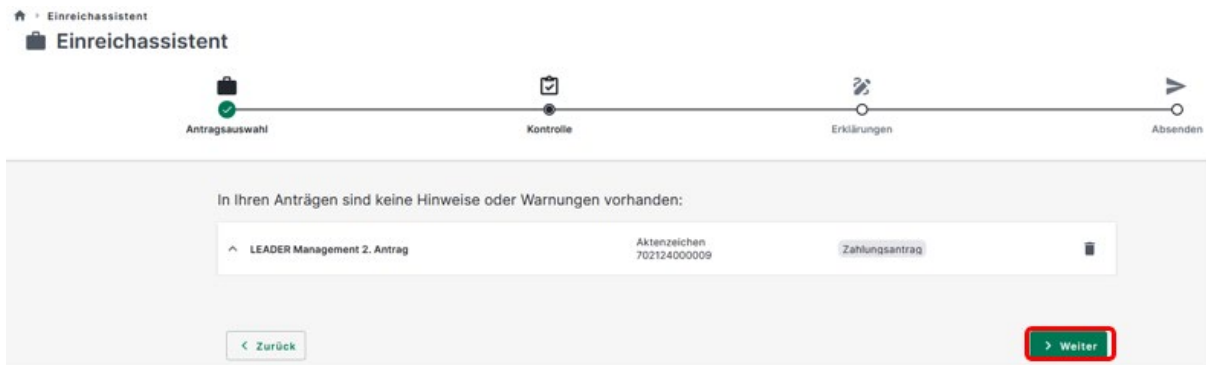 Einreichassistent
Einreichassistent
Antragsauswahl
Kontrolle
Erklärungen
Absenden
In Ihren Anträgen sind keine Hinweise oder Warnungen vorhanden:
LEADER Management 2. Antrag
Aktenzeichen
702124000009
Zahlungsantrag
Zurück
Weiter